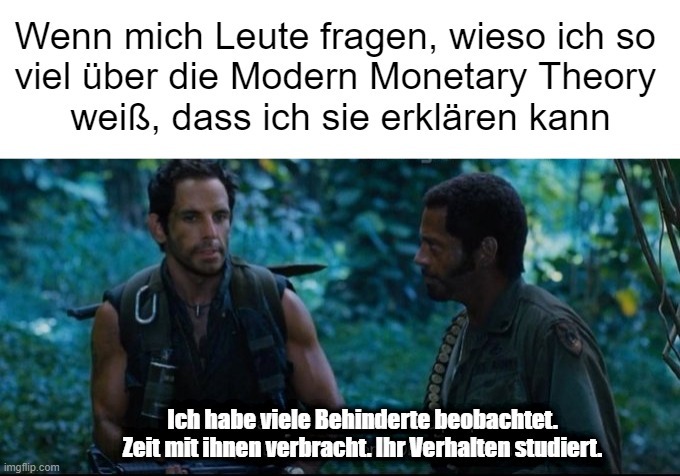 Wenn mich Leute fragen, wieso ich so
viel über die Modern Monetary Theory
weiß, dass ich sie erklären kann
Ich habe viele Behinderte beobachtet.
Zeit mit ihnen verbracht. Ihr Verhalten studiert.
imgflip.com